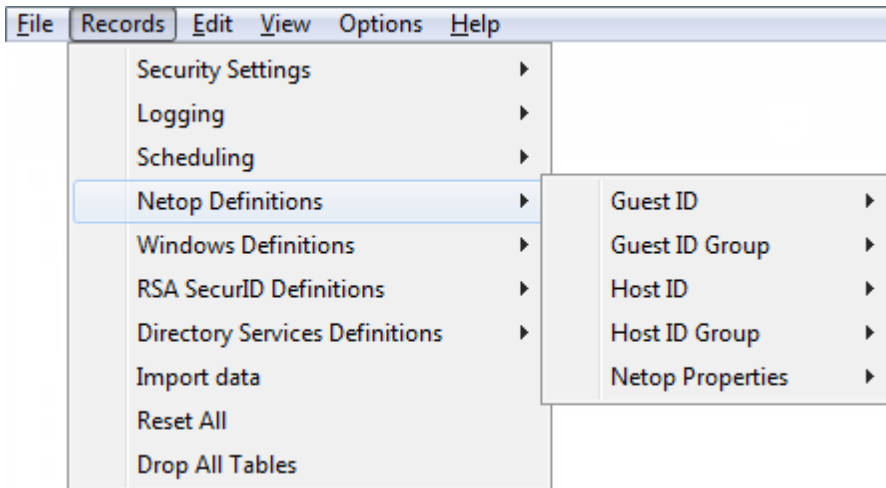 File Records Edit View Options Help
Security Settings
Logging
Scheduling
Netop Definitions
Windows Definitions
RSA SecurID Definitions
Directory Services Definitions
Import data
Reset All
Drop All Tables
Guest ID
Guest ID Group
Host ID
Host ID Group
Netop Properties